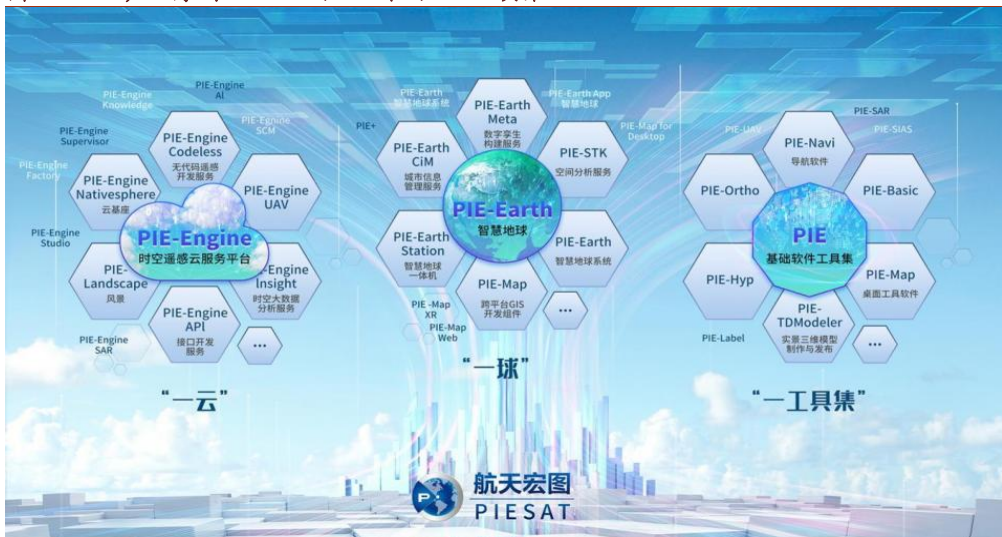 PIE-Engine
Knowledge
PIE-Engine
AI
PIE-Engine
Supervisor
PIE-Egnide
SCM
PIE-Engine
Factory
PIE-Engine
Codeless
无代码遥感
开发服务
PIE-Engine
Nativesphere
云基座
PIE-Engine
UAV
PIE-Engine
Studio
PIE-Engine
时空遥感云服务平台
PIE-
Landscape
风景
-Engine
Insight
时空大数据
分析服务
PIE-Engine
API
接口开发
服务
PIE-Engine
SAR
...
“一云”
PIE-Earth
智慧地球系统
PIE-Earth App
智慧地球
PIE+
PIE-Map for
Desktop
PIE-Earth
Meta
数字孪生
构建服务
PIE-Earth
CiM
城市信息
管理服务
PIE-STK
空间分析服务
PIE-Earth
智慧地球
PIE-Earth
Station
智慧地球
一体机
PIE-Earth
智慧地球系统
PIE-Map
跨平台GIS
开发组件
PIE -Map
XR
PIE-Map
Web
...
“一球”
PIE-SAR
PIE-UAV
PIE-SIAS
PIE-Navi
导航软件
PIE-Ortho
PIE-Basic
PIE
基础软件工具集
PIE-Hyp
PIE-Map
桌面工具软件
PIE-
TDModeler
实景三维模型
制作与发布
PIE-Label
...
“一工具集”
航天宏图
PIESAT